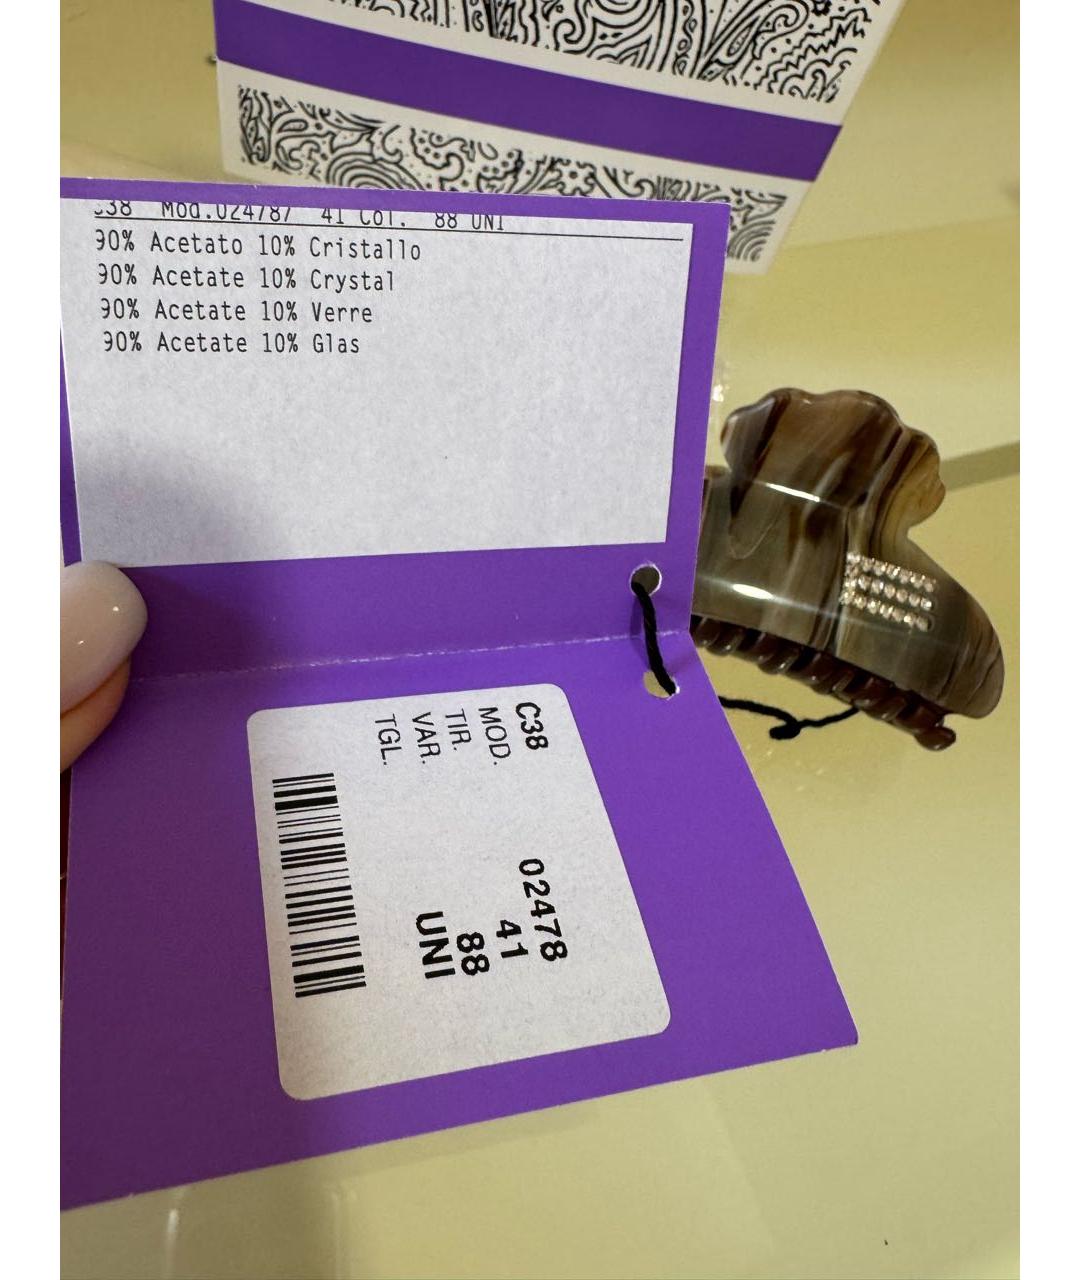 C38 Mod.024787 41 Col. 88 UNI
90% Acetato 10% Cristallo
90% Acetate 10% Crystal
90% Acetate 10% Verre
90% Acetate 10% Glas
C38
MOD. 02478
TIR. 41
VAR. 88
TGL. UNI